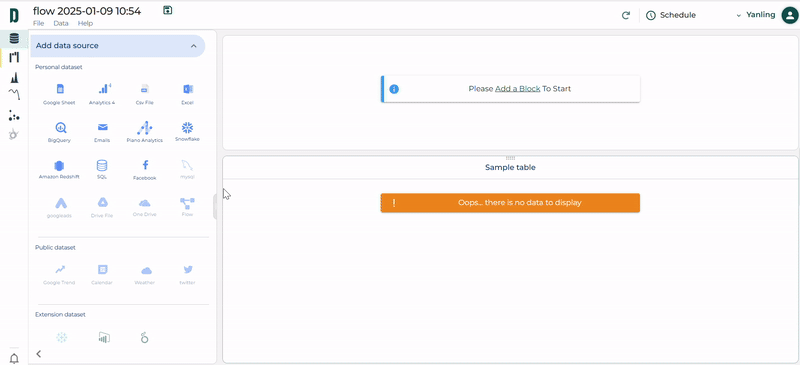 flow 2025-01-09 10:54
File Data Help
Schedule
Yanling
Add data source
Personal dataset
Google Sheet Analytics 4 Csv File Excel
BigQuery Emails Piano Analytics Snowflake
Amazon Redshift SQL Facebook mysql
googleads Drive File One Drive Flow
Public dataset
Google Trend Calendar Weather twitter
Extension dataset
Please Add a Block To Start
Sample table
Oops... there is no data to display